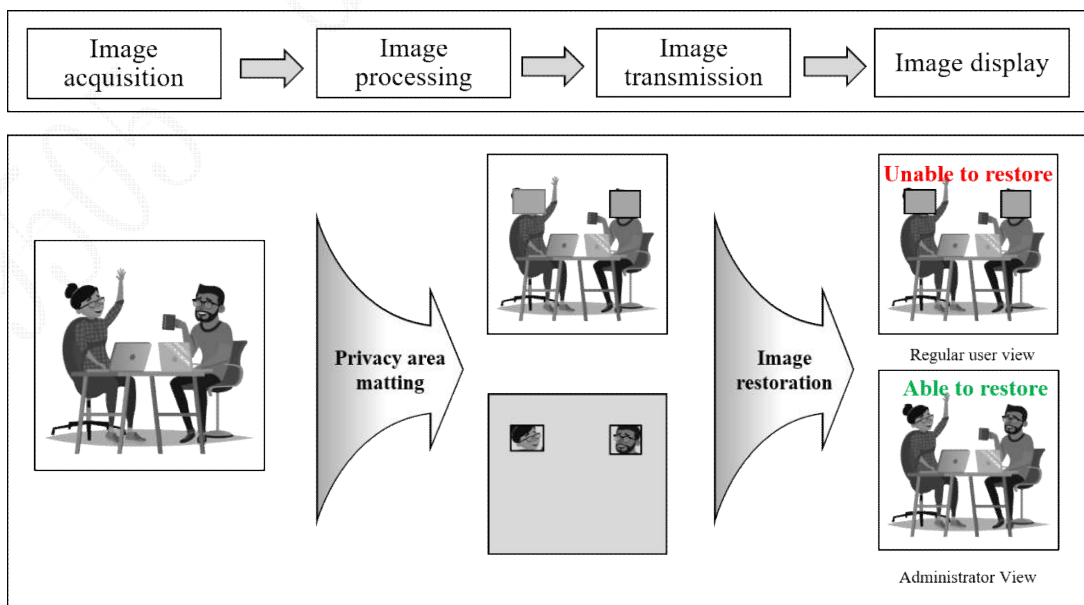 Image
acquisition
Image
processing
Image
transmission
Image display
Privacy area
matting
Image
restoration
Unable to restore
Regular user view
Able to restore
Administrator View